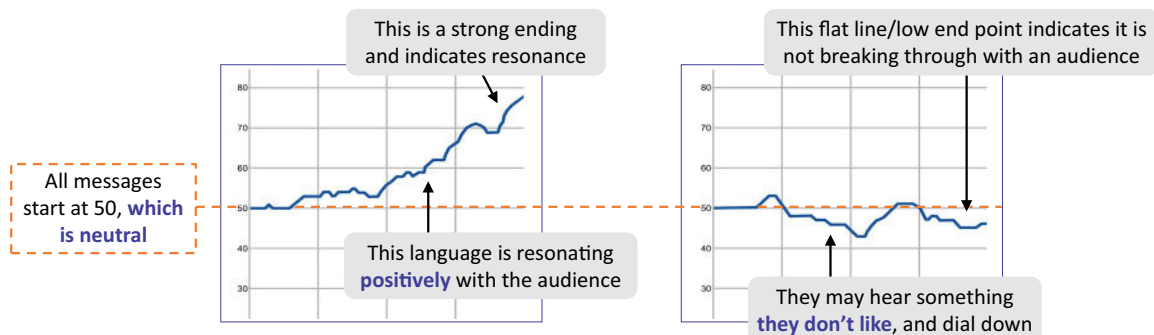 This is a strong ending
and indicates resonance
This flat line/low end point indicates it is
not breaking through with an audience
80
70
60
50
40
30
80
70
60
50
40
30
All messages
start at 50, which
is neutral
This language is resonating
positively with the audience
They may hear something
they don't like, and dial down